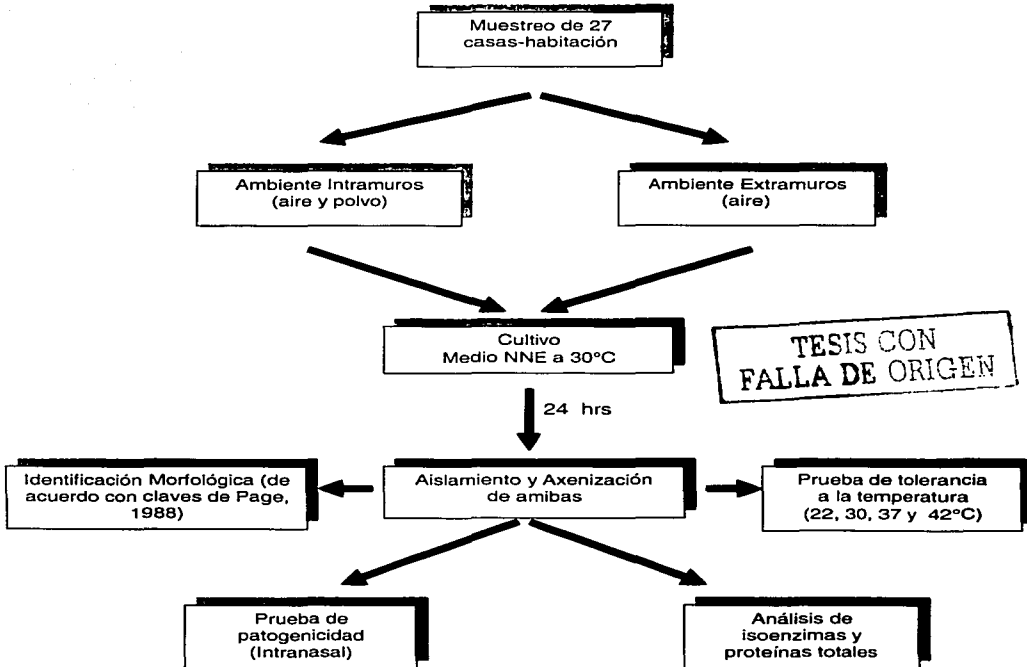 Muestreo de 27
casas-habitación
Ambiente Intramuros
(aire y polvo)
Ambiente Extramuros
(aire)
Cultivo
Medio NNE a 30°C
TESIS CON
FALLA DE ORIGEN
24 hrs
Identificación Morfológica (de
acuerdo con claves de Page,
1988)
Aislamiento y Axenización
de amibas
Prueba de tolerancia
a la temperatura
(22, 30, 37 y 42°C)
Prueba de
patogenicidad
(Intranasal)
Análisis de
isoenzimas y
proteínas totales